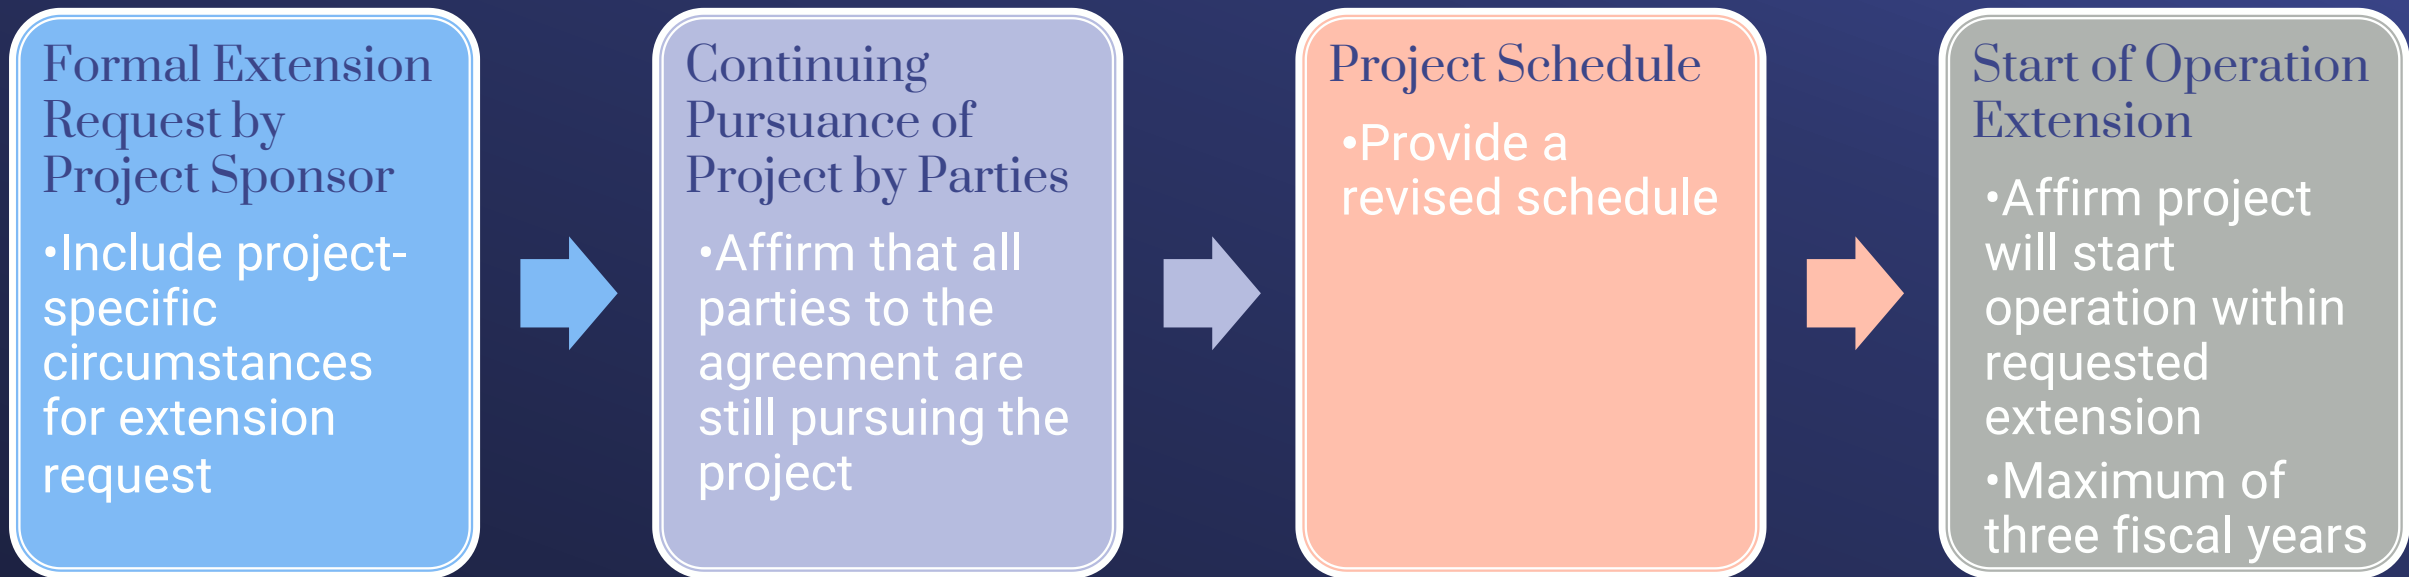 Formal Extension
Request by
Project Sponsor
•Include project-
specific
circumstances
for extension
request
Continuing
Pursuance of
Project by Parties
•Affirm that all
parties to the
agreement are
still pursuing the
project
Project Schedule
•Provide a
revised schedule
Start of Operation
Extension
•Affirm project
will start
operation within
requested
extension
•Maximum of
three fiscal years